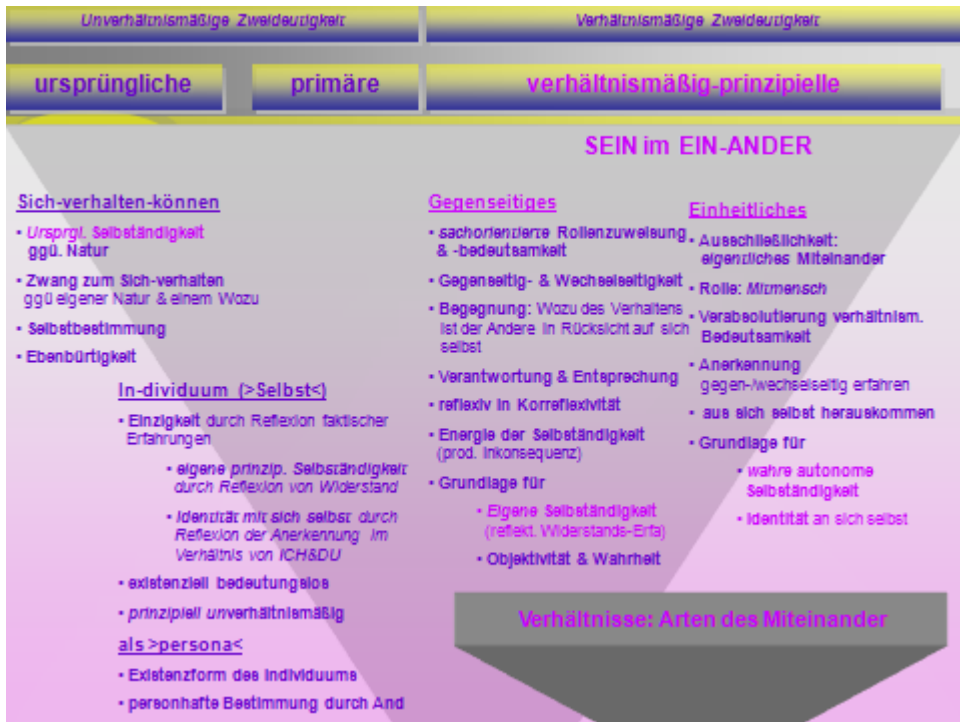 Unverhältnismäßige Zweideutigkeit
Verhältnismäßige Zweideutigkeit
ursprüngliche
primäre
verhältnismäßig-prinzipielle
SEIN im EIN-ANDER
Sich-verhalten-können
• Ursprgl. Selbständigkeit
ggü. Natur
• Zwang zum Sich-verhalten
ggü eigener Natur & einem Wozu
• Selbstbestimmung
• Ebenbürtigkeit
In-dividuum (>Selbst<)
• Einzigkeit durch Reflexion faktischer
Erfahrungen
• eigene prinzip. Selbständigkeit
durch Reflexion von Widerstand
• Identität mit sich selbst durch
Reflexion der Anerkennung im
Verhältnis von ICH&DU
• existenziell bedeutungslos
• prinzipiell unverhältnismäßig
als >persona<
• Existenzform des Individuums
• personhafte Bestimmung durch And
Gegenseitiges
• sachorientierte Rollenzuweisung
& -bedeutsamkeit
• Gegenseitig- & Wechselseitigkeit
• Begegnung: Wozu des Verhaltens
ist der Andere in Rücksicht auf sich
selbst
• Verantwortung & Entsprechung
• reflexiv in Korreflexivität
• Energie der Selbständigkeit
(prod. Inkonsequenz)
• Grundlage für
• Eigene Selbständigkeit
(reflekt. Widerstands-Erfa)
• Objektivität & Wahrheit
Einheitliches
• Ausschließlichkeit:
eigentliches Miteinander
• Rolle: Mitmensch
• Verabsolutierung verhältnism.
Bedeutsamkeit
• Anerkennung
gegen-/wechselseitig erfahren
• aus sich selbst herauskommen
• Grundlage für
• wahre autonome
Selbständigkeit
• Identität an sich selbst
Verhältnisse: Arten des Miteinander